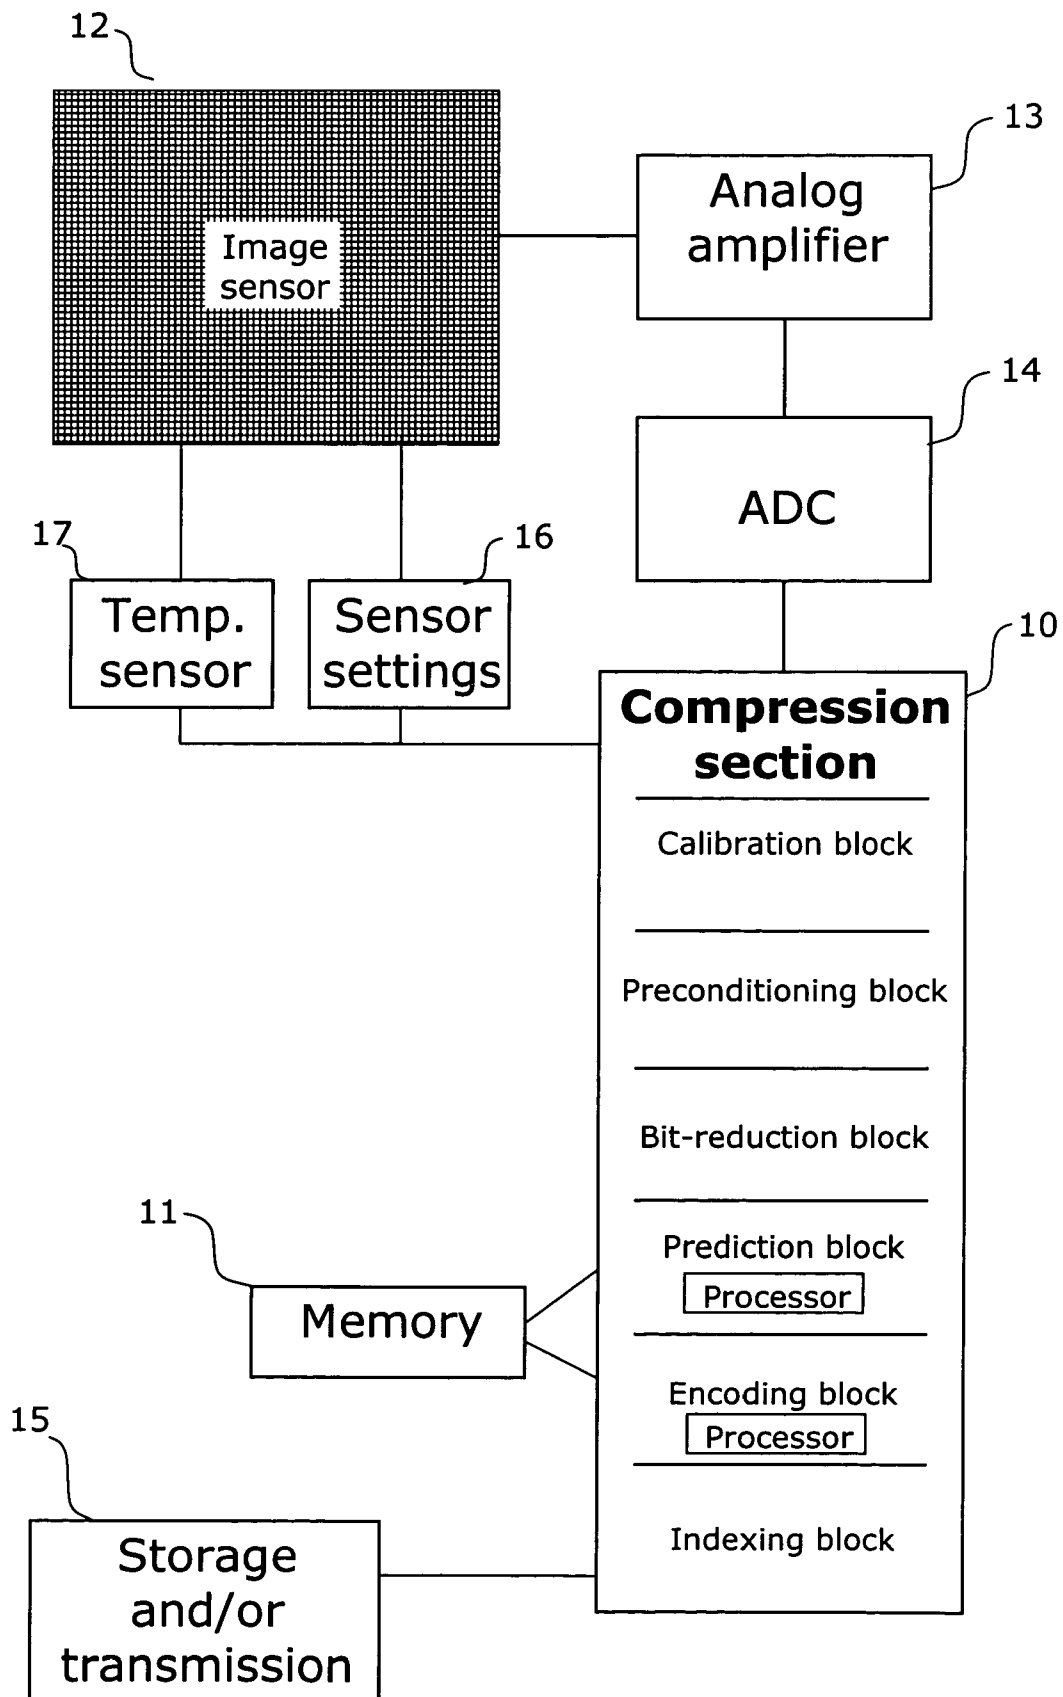 12
13
Analog
amplifier
Image
sensor
14
ADC
17
16
Temp.
sensor
Sensor
settings
10
Compression
section
Calibration block
Preconditioning block
Bit-reduction block
11
Memory
Prediction block
Processor
Encoding block
Processor
15
Storage
and/or
transmission
Indexing block